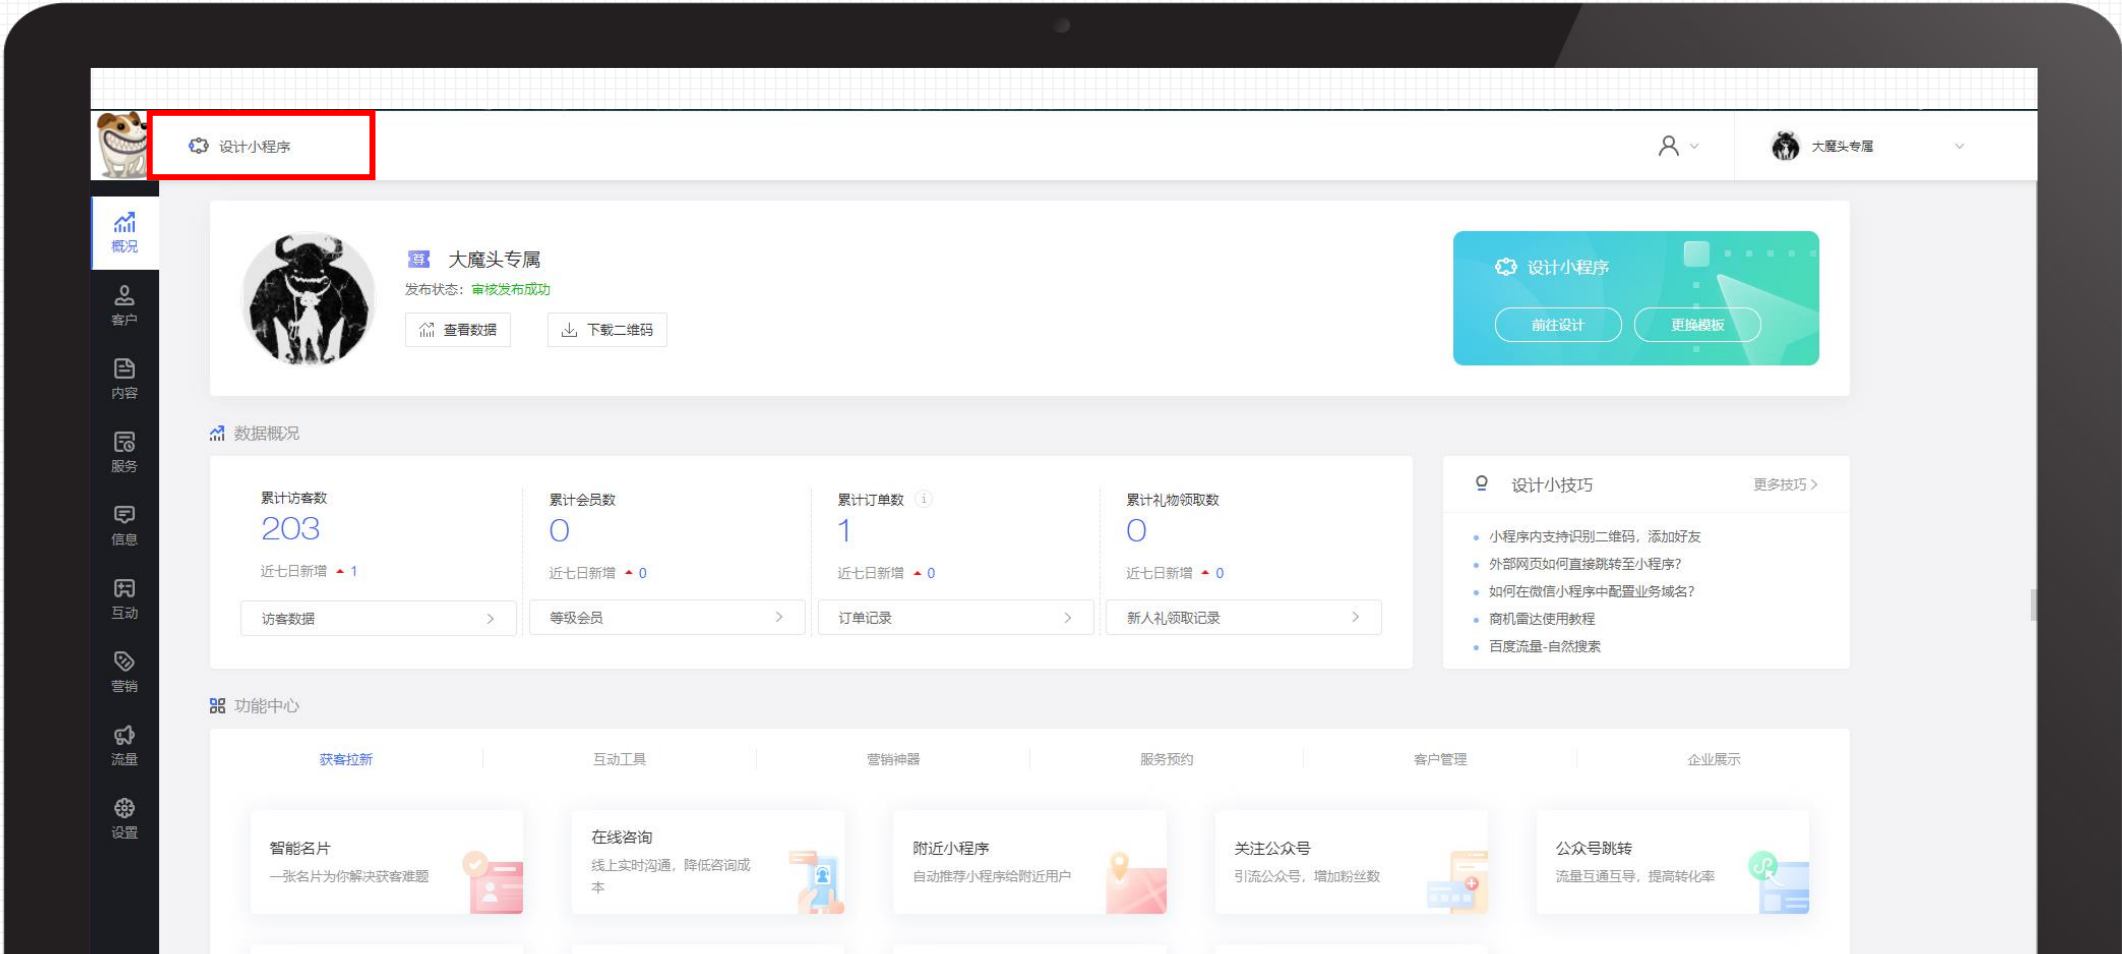 设计小程序
大魔头专属
概况
客户
内容
服务
信息
互动
营销
流量
设置
尊 大魔头专属
发布状态：审核发布成功
查看数据 下载二维码
设计小程序
前往设计 更换模板
数据概况
累计访客数
203
近七日新增 1
访客数据
累计会员数
0
近七日新增 0
等级会员
累计订单数
1
近七日新增 0
订单记录
累计礼物领取数
0
近七日新增 0
新人礼领取记录
设计小技巧 更多技巧
小程序内支持识别二维码，添加好友
外部网页如何直接跳转至小程序？
如何在微信小程序中配置业务域名？
商机雷达使用教程
百度流量-自然搜索
功能中心
获客拉新 互动工具 营销神器 服务预约 客户管理 企业展示
智能名片
一张名片为你解决获客难题
在线咨询
线上实时沟通，降低咨询成
本
附近小程序
自动推荐小程序给附近用户
关注公众号
引流公众号，增加粉丝数
公众号跳转
流量互通互导，提高转化率